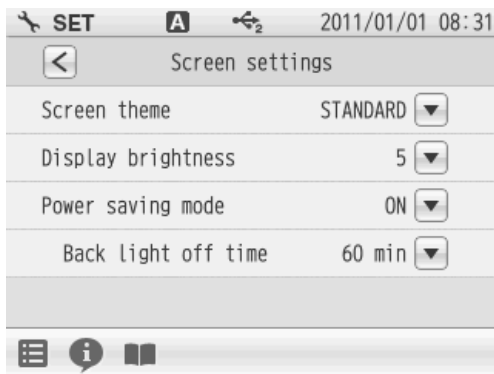 SET A 2 2011/01/01 08:31
< Screen settings
Screen theme STANDARD
Display brightness 5
Power saving mode ON
Back light off time 60 min
i